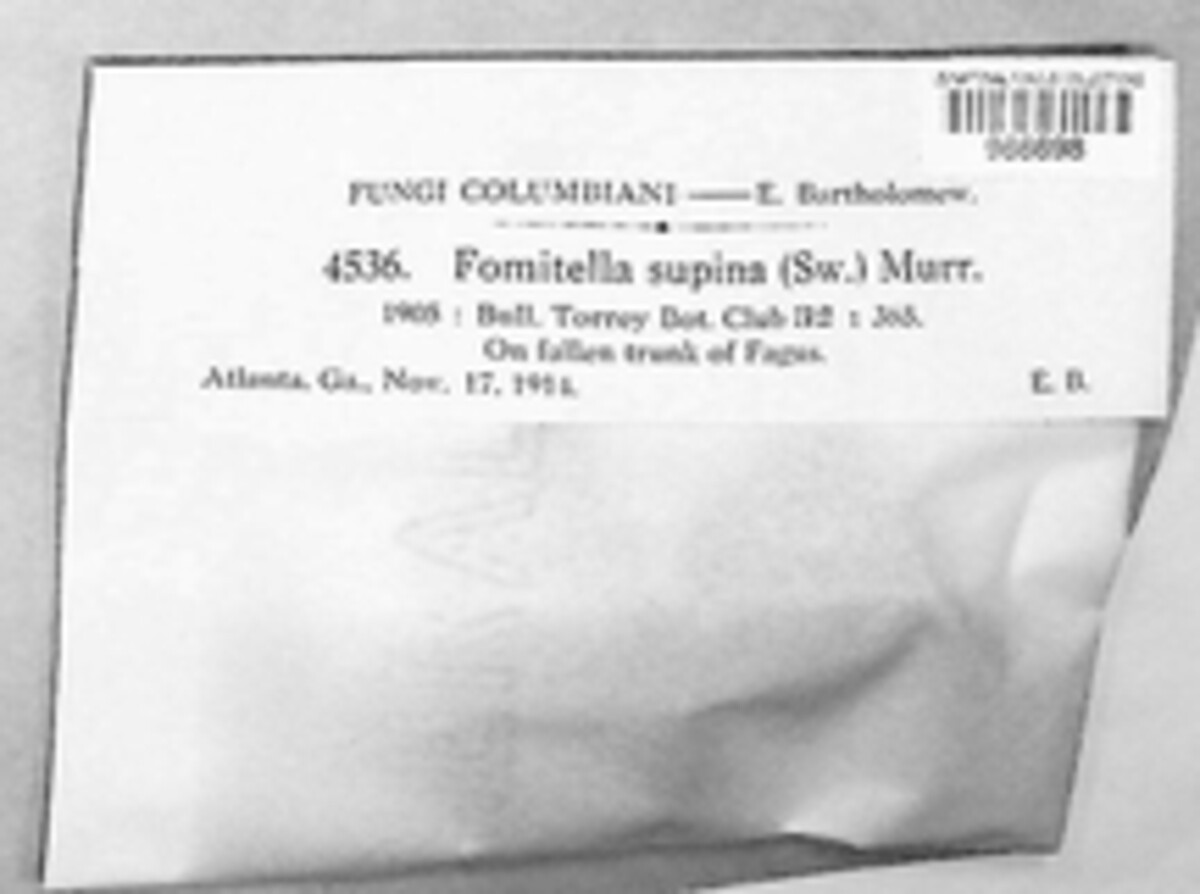 FUNGI COLUMBIANI — E. Bartholomew.
4536. Fomitella supina (Sw.) Murr.
1905 : Bull. Torrey Bot. Club 32 : 365.
On fallen trunk of Fagus.
Atlanta, Ga., Nov. 17, 1914. E. B.